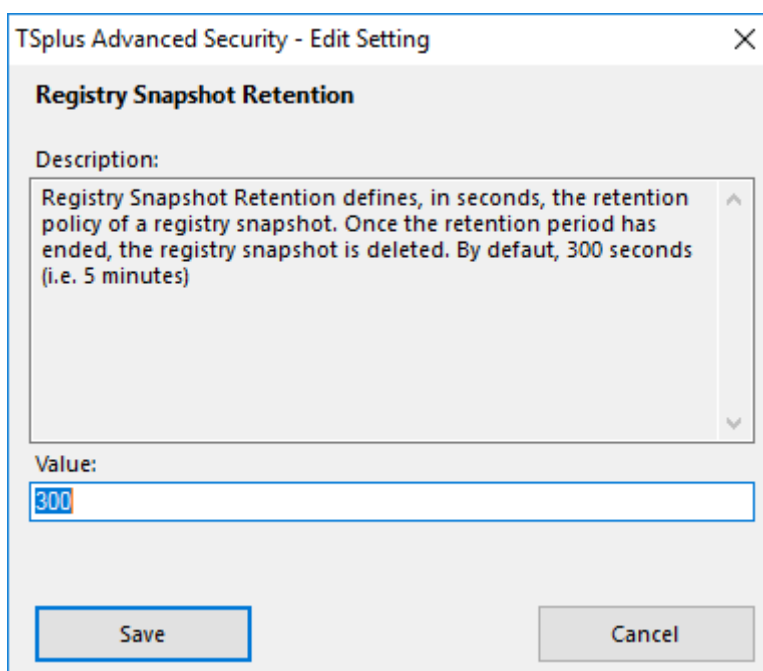 TSplus Advanced Security - Edit Setting
Registry Snapshot Retention
Description:
Registry Snapshot Retention defines, in seconds, the retention
policy of a registry snapshot. Once the retention period has
ended, the registry snapshot is deleted. By defaut, 300 seconds
(i.e. 5 minutes)
Value:
300
Save
Cancel